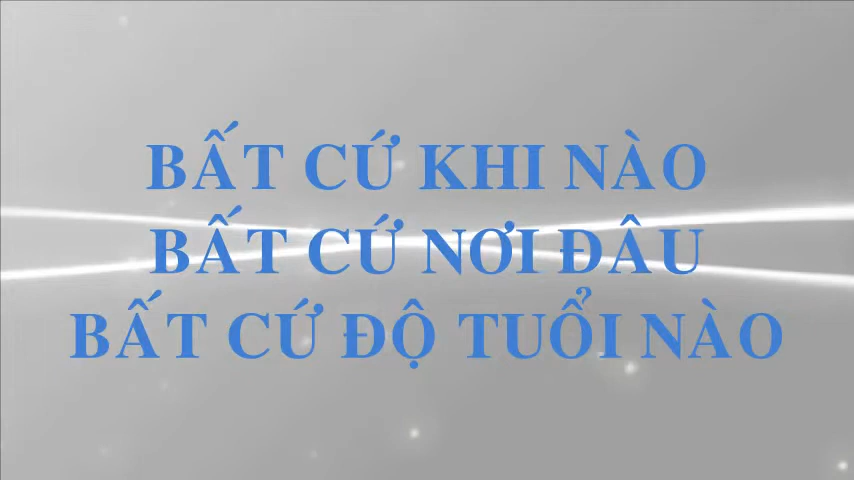 BẤT CỨ KHI NÀO
BẤT CỨ NƠI ĐÂU
BẤT CỨ ĐỘ TUỔI NÀO